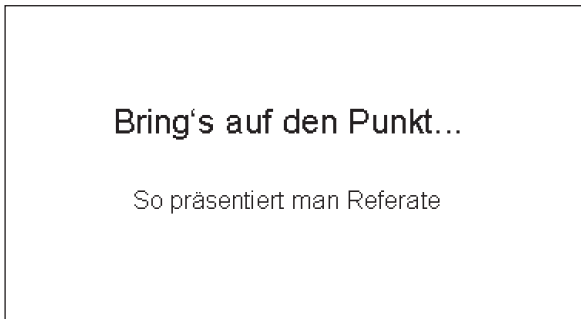 Bring‘s auf den Punkt...
So präsentiert man Referate